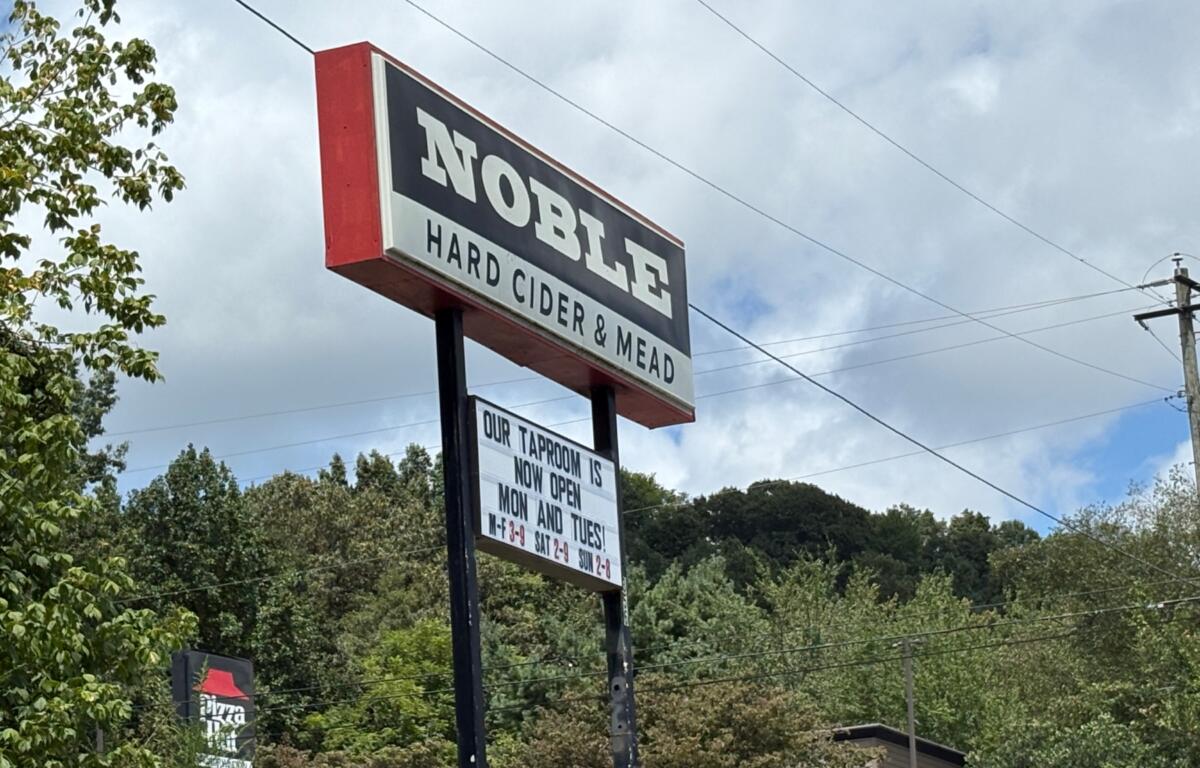 NOBLE
HARD CIDER & MEAD
OUR TAPROOM IS
NOW OPEN
MON AND TUES!
M-F 3-9 SAT 2-9 SUN 2-8
Pizza
Hut